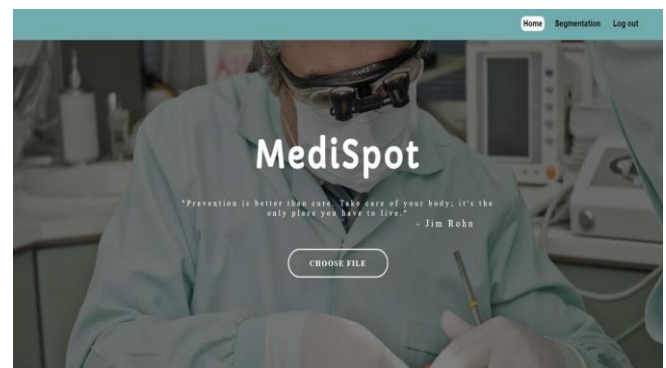 Home Segmentation Log out
MediSpot
"Prevention is better than cure. Take care of your body; it's the
only place you have to live."
- Jim Rohn
CHOOSE FILE